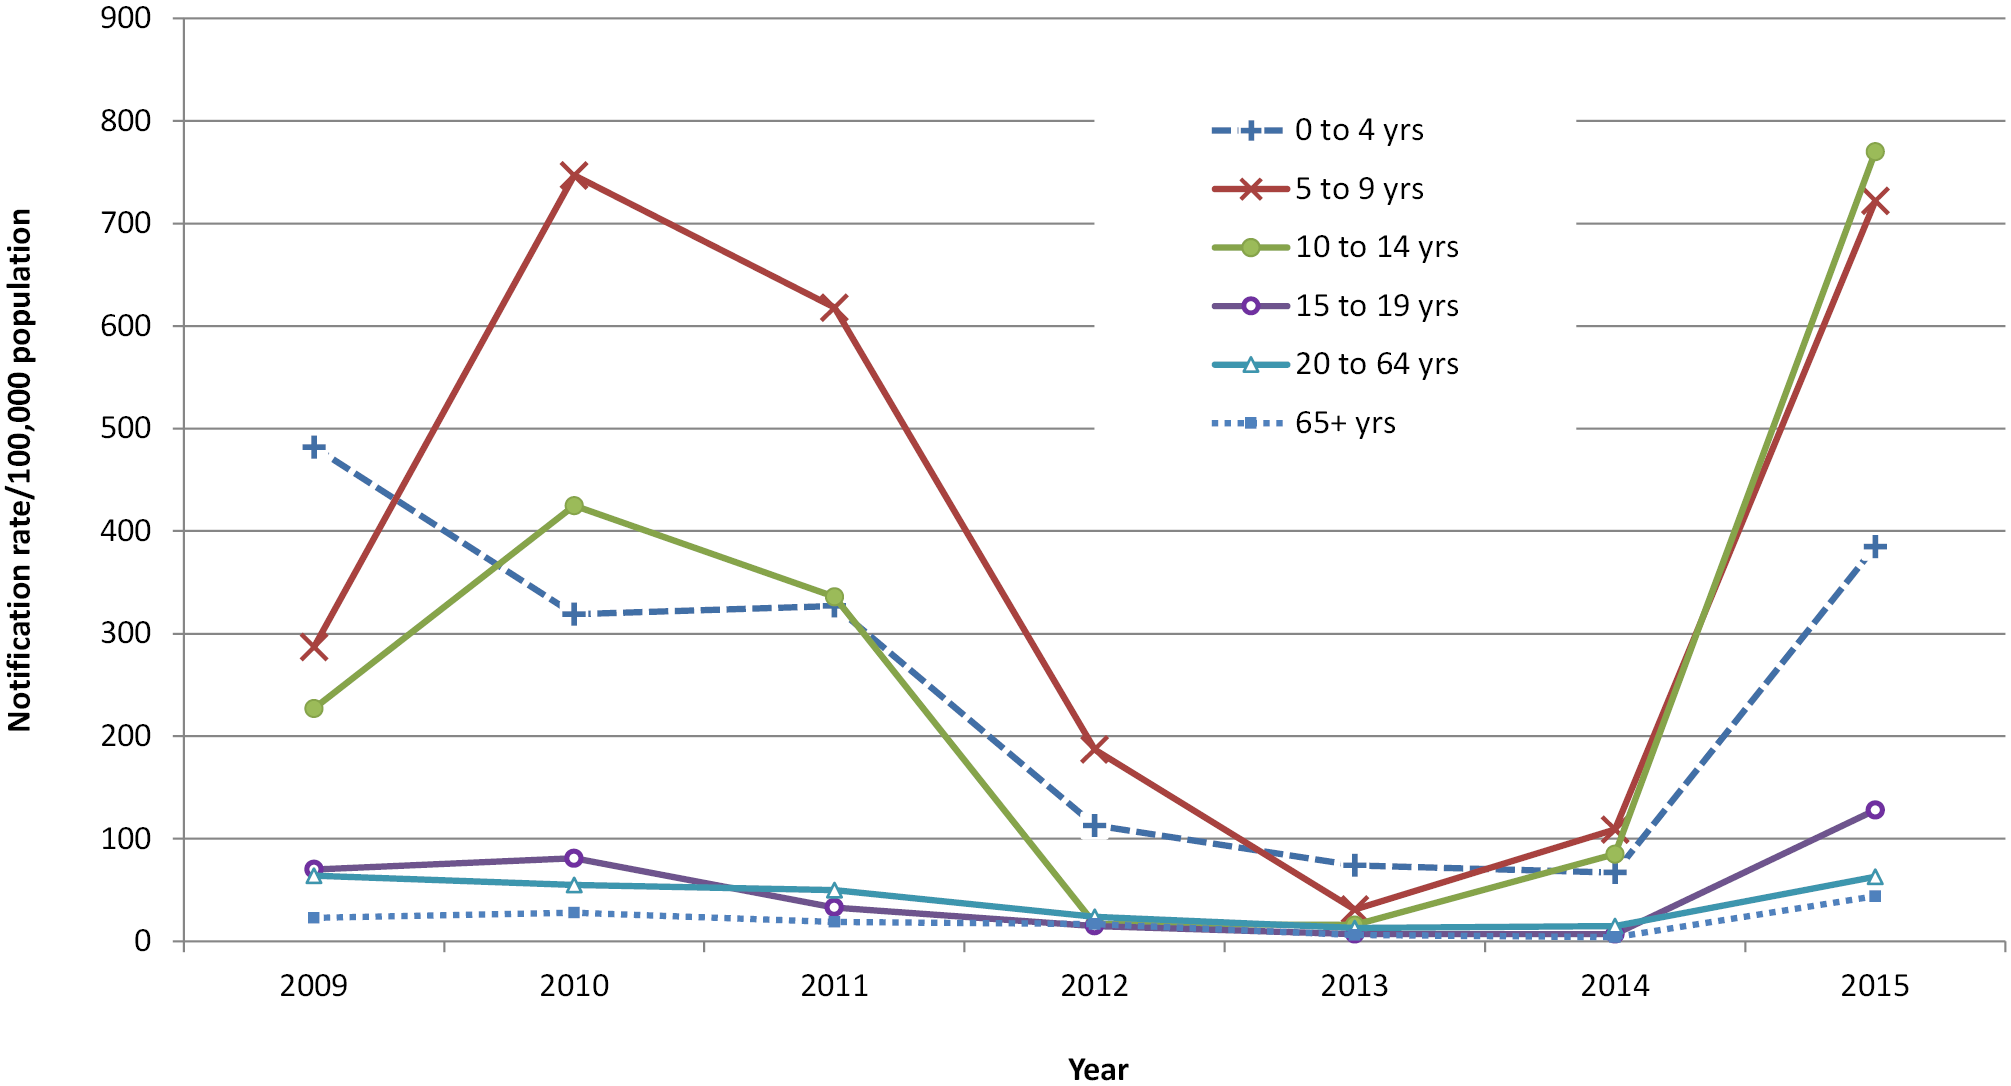 900
800
700
600
500
400
300
200
100
0
Notification rate/100,000 population
0 to 4 yrs
5 to 9 yrs
10 to 14 yrs
15 to 19 yrs
20 to 64 yrs
65+ yrs
2009 2010 2011 2012 2013 2014 2015
Year